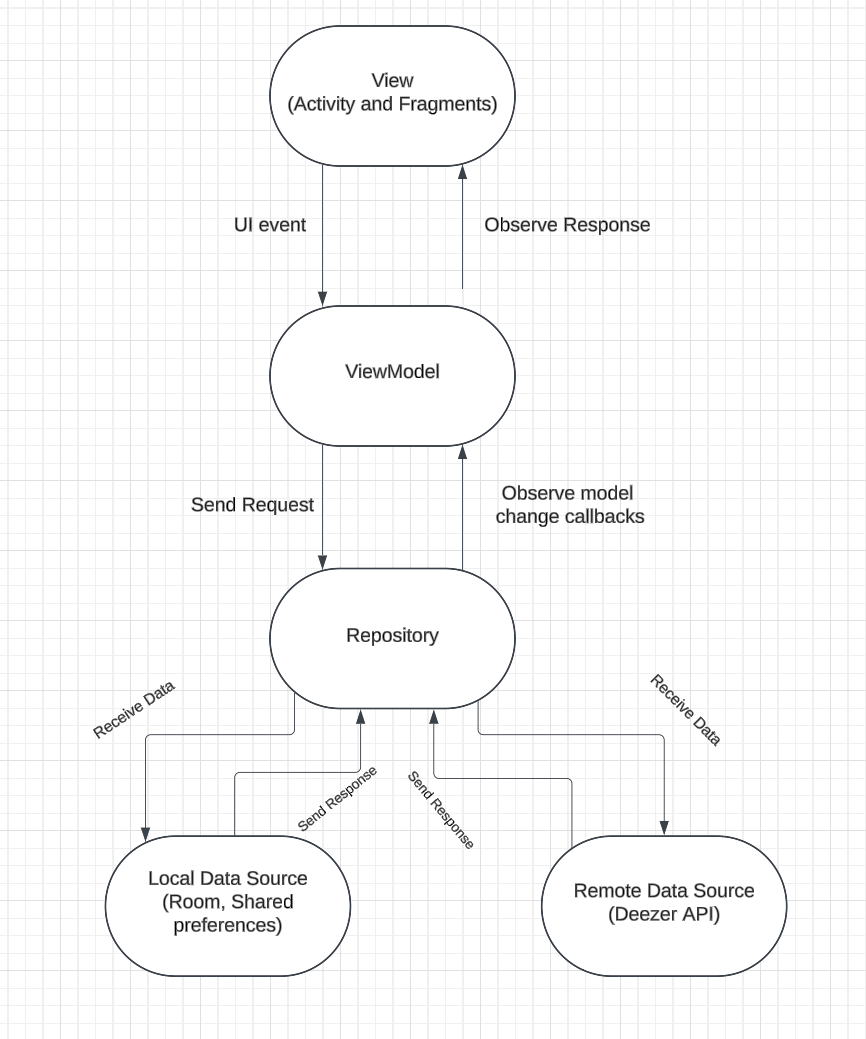 View
(Activity and Fragments)
UI event
Observe Response
ViewModel
Send Request
Observe model
change callbacks
Repository
Receive Data
Receive Data
Send Response
Send Response
Local Data Source
(Room, Shared
preferences)
Remote Data Source
(Deezer API)